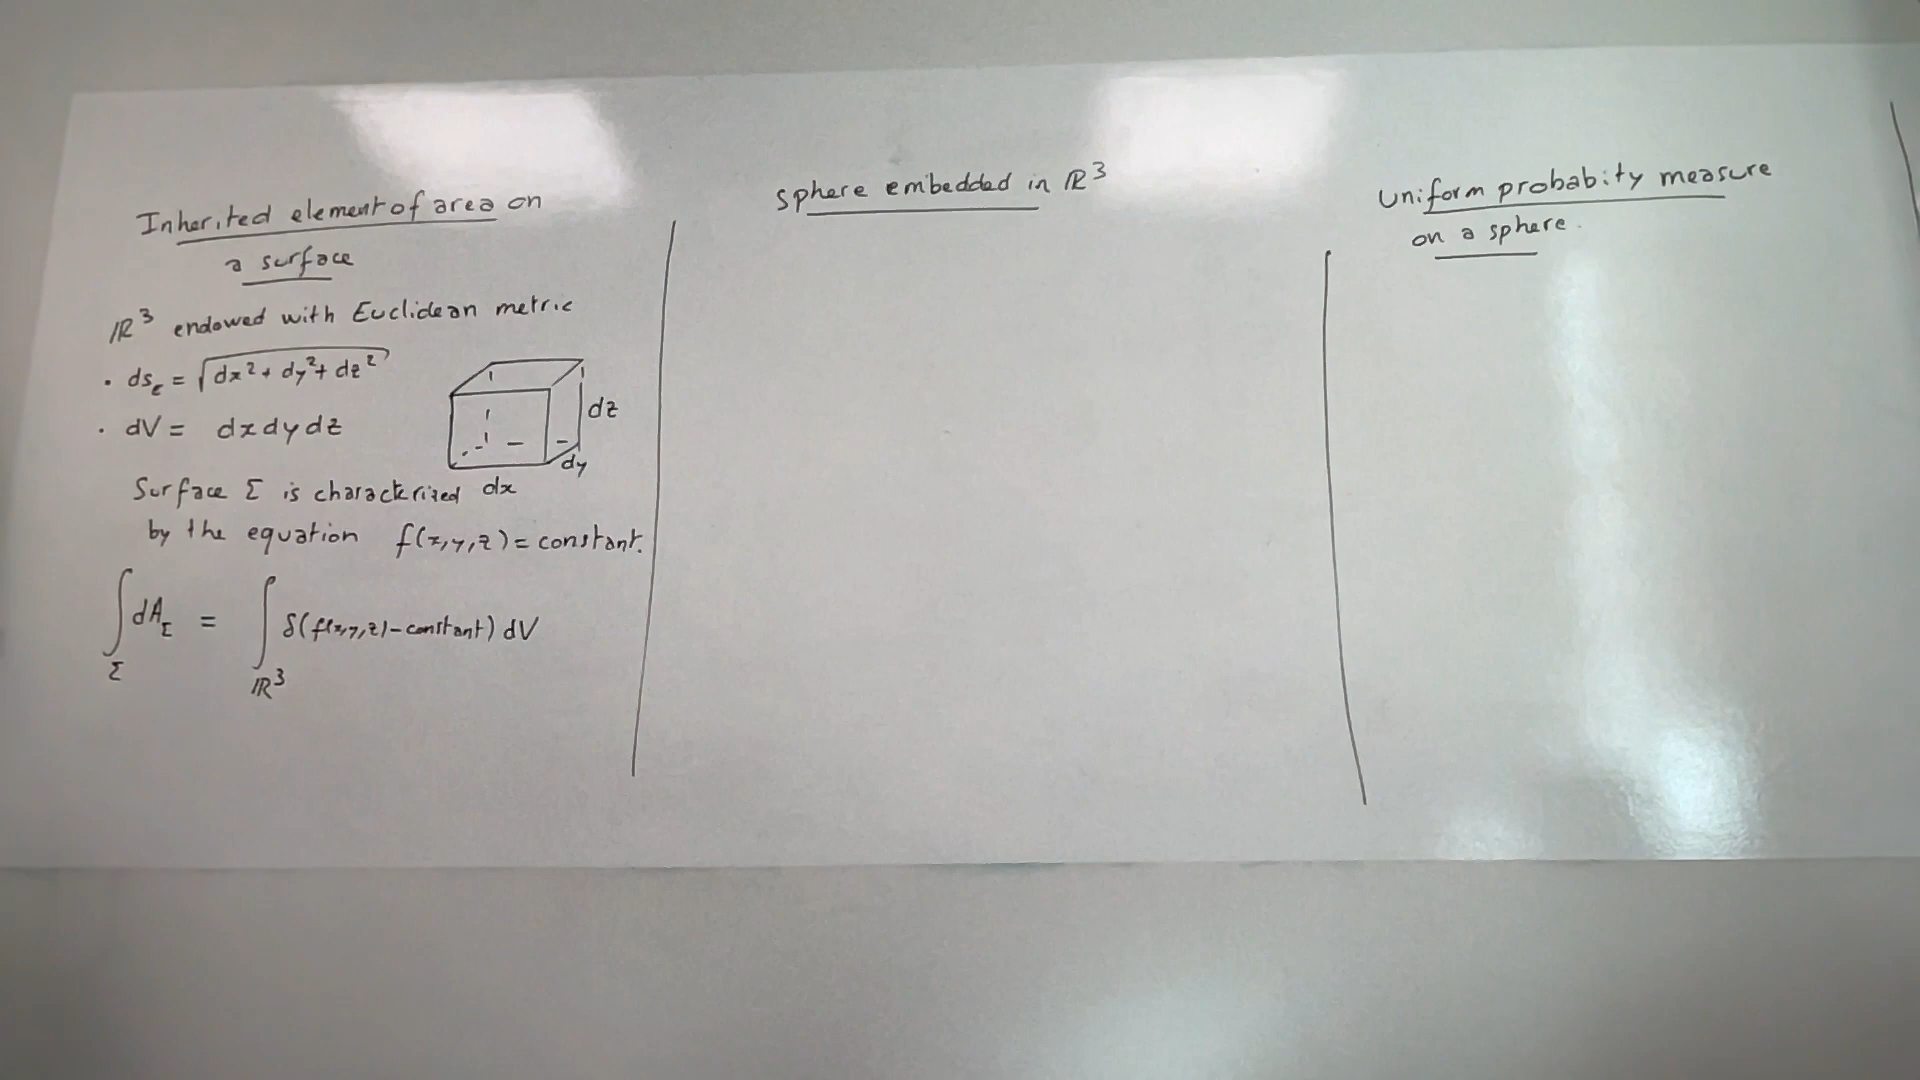 Inherited element of area on
a surface
ℝ³ endowed with Euclidean metric
• ds_ε = √(dx² + dy² + dz²)
• dV = dx dy dz
dz
dy
dx
Surface Σ is characterized
by the equation f(x,y,z) = constant.
∫_Σ dA_Σ = ∫_ℝ³ δ(f(x,y,z) - constant) dV
Sphere embedded in ℝ³
Uniform probabity measure
on a sphere.